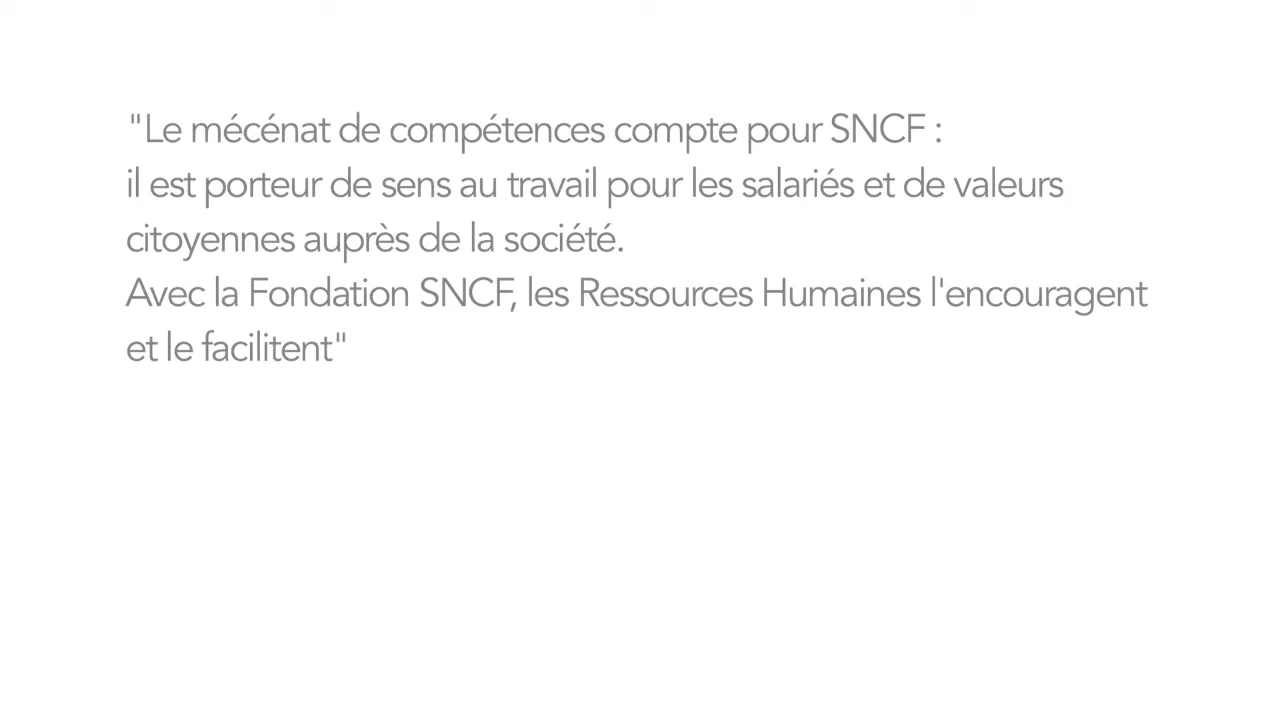 "Le mécénat de compétences compte pour SNCF :
il est porteur de sens au travail pour les salariés et de valeurs
citoyennes auprès de la société.
Avec la Fondation SNCF, les Ressources Humaines l'encouragent
et le facilitent"